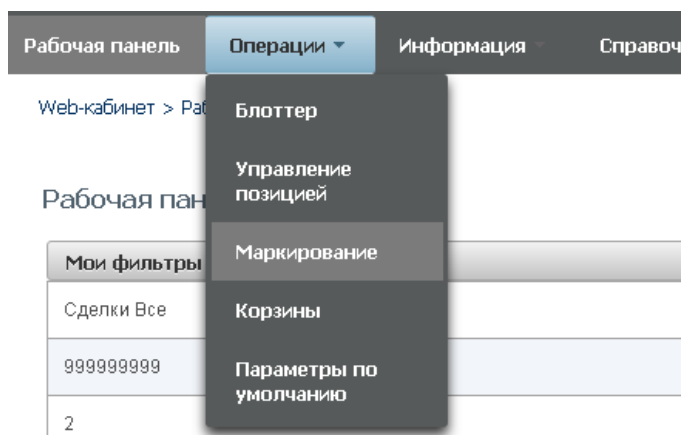 Рабочая панель Операции Информация Справоч
Web-кабинет > Раб
Блоттер
Управление
позицией
Рабочая пан
Маркирование
Мои фильтры
Сделки Все
Корзины
999999999
Параметры по
умолчанию
2